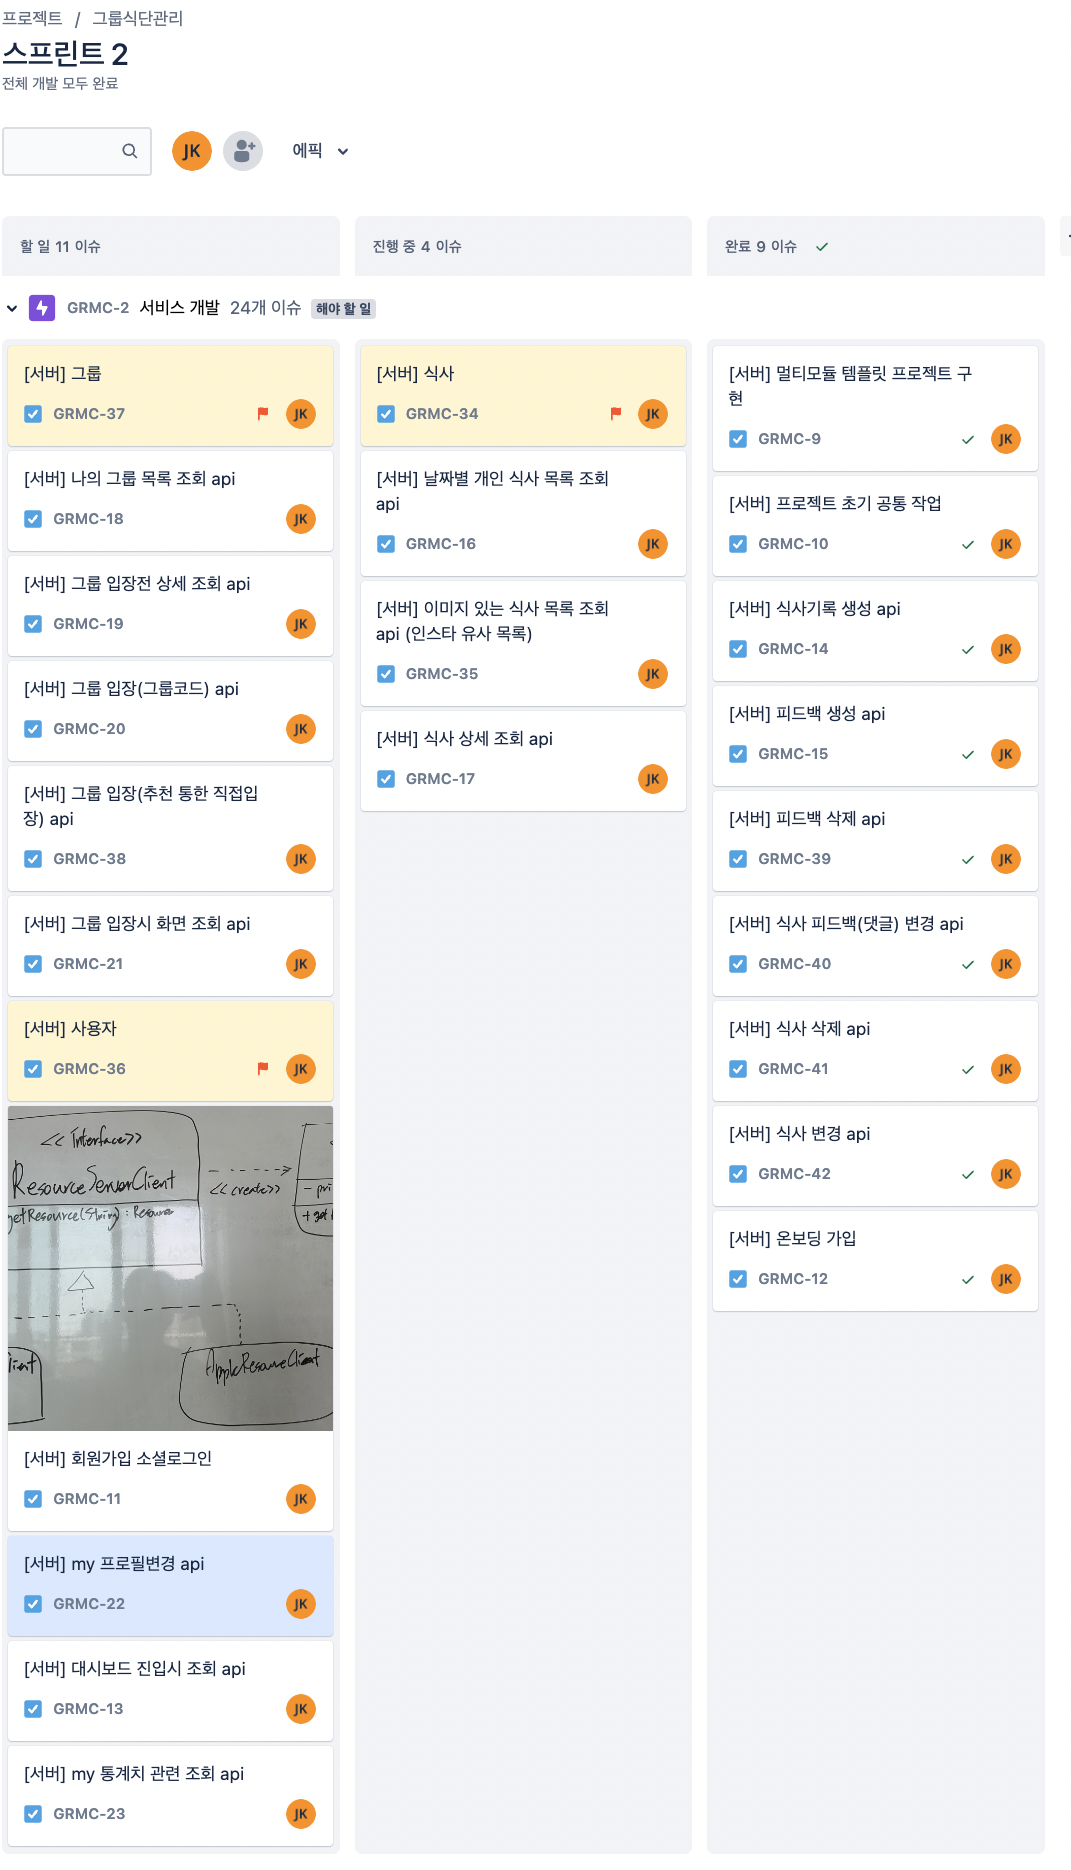 프로젝트 / 그룹식단관리
스프린트 2
전체 개발 모두 완료
JK
에픽
할 일 11 이슈
진행 중 4 이슈
완료 9 이슈
GRMC-2 서비스 개발 24개 이슈 해야 할 일
[서버] 그룹
GRMC-37 JK
[서버] 나의 그룹 목록 조회 api
GRMC-18 JK
[서버] 그룹 입장전 상세 조회 api
GRMC-19 JK
[서버] 그룹 입장(그룹코드) api
GRMC-20 JK
[서버] 그룹 입장(추천 통한 직접입
장) api
GRMC-38 JK
[서버] 그룹 입장시 화면 조회 api
GRMC-21 JK
[서버] 사용자
GRMC-36 JK
<<Interface>>
ResourceServerClient
<<create>>
getResource(String) : Resource
- pri
+ get
lient
AppleResourceClient
[서버] 회원가입 소셜로그인
GRMC-11 JK
[서버] my 프로필변경 api
GRMC-22 JK
[서버] 대시보드 진입시 조회 api
GRMC-13 JK
[서버] my 통계치 관련 조회 api
GRMC-23 JK
[서버] 식사
GRMC-34 JK
[서버] 날짜별 개인 식사 목록 조회
api
GRMC-16 JK
[서버] 이미지 있는 식사 목록 조회
api (인스타 유사 목록)
GRMC-35 JK
[서버] 식사 상세 조회 api
GRMC-17 JK
[서버] 멀티모듈 템플릿 프로젝트 구
현
GRMC-9 JK
[서버] 프로젝트 초기 공통 작업
GRMC-10 JK
[서버] 식사기록 생성 api
GRMC-14 JK
[서버] 피드백 생성 api
GRMC-15 JK
[서버] 피드백 삭제 api
GRMC-39 JK
[서버] 식사 피드백(댓글) 변경 api
GRMC-40 JK
[서버] 식사 삭제 api
GRMC-41 JK
[서버] 식사 변경 api
GRMC-42 JK
[서버] 온보딩 가입
GRMC-12 JK